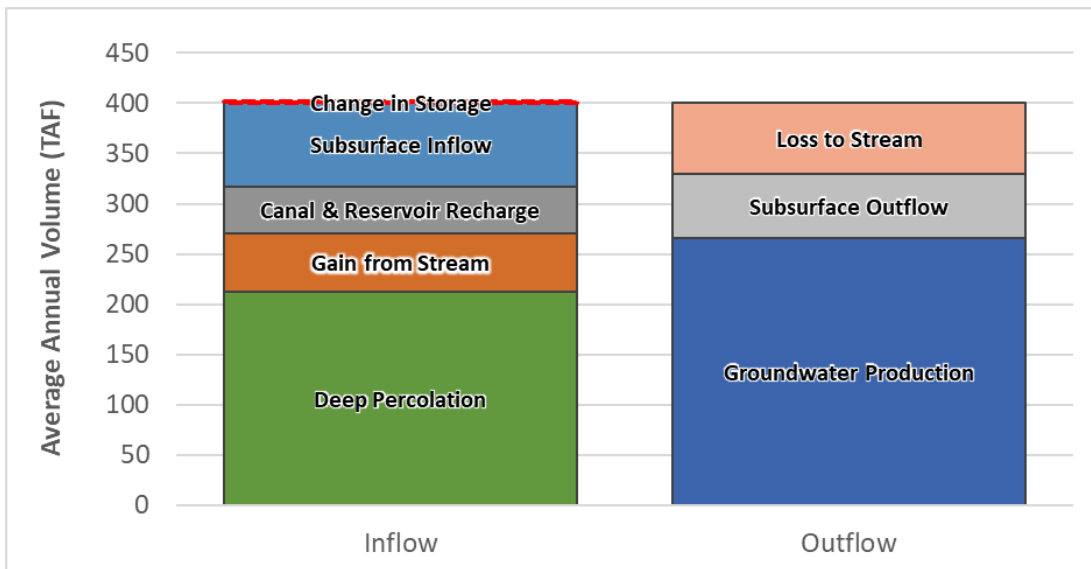 Average Annual Volume (TAF)
450
400
350
300
250
200
150
100
50
0
Change in Storage
Subsurface Inflow
Canal & Reservoir Recharge
Gain from Stream
Deep Percolation
Loss to Stream
Subsurface Outflow
Groundwater Production
Inflow
Outflow